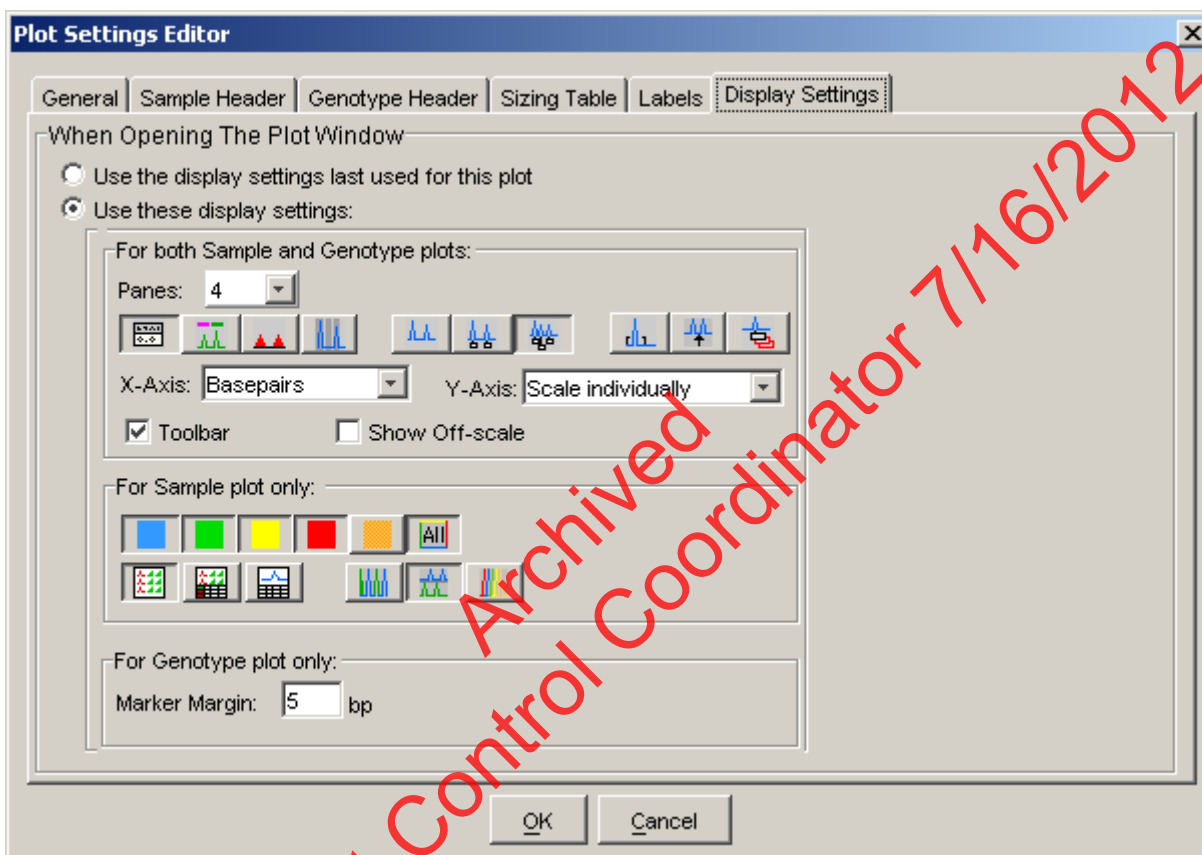 Plot Settings Editor
General Sample Header Genotype Header Sizing Table Labels Display Settings
When Opening The Plot Window
Use the display settings last used for this plot
Use these display settings:
For both Sample and Genotype plots:
Panes: 4
X-Axis: Basepairs Y-Axis: Scale individually
Toolbar Show Off-scale
For Sample plot only:
All
For Genotype plot only:
Marker Margin: 5 bp
OK Cancel
Archived
Control Coordinator 7/16/2012